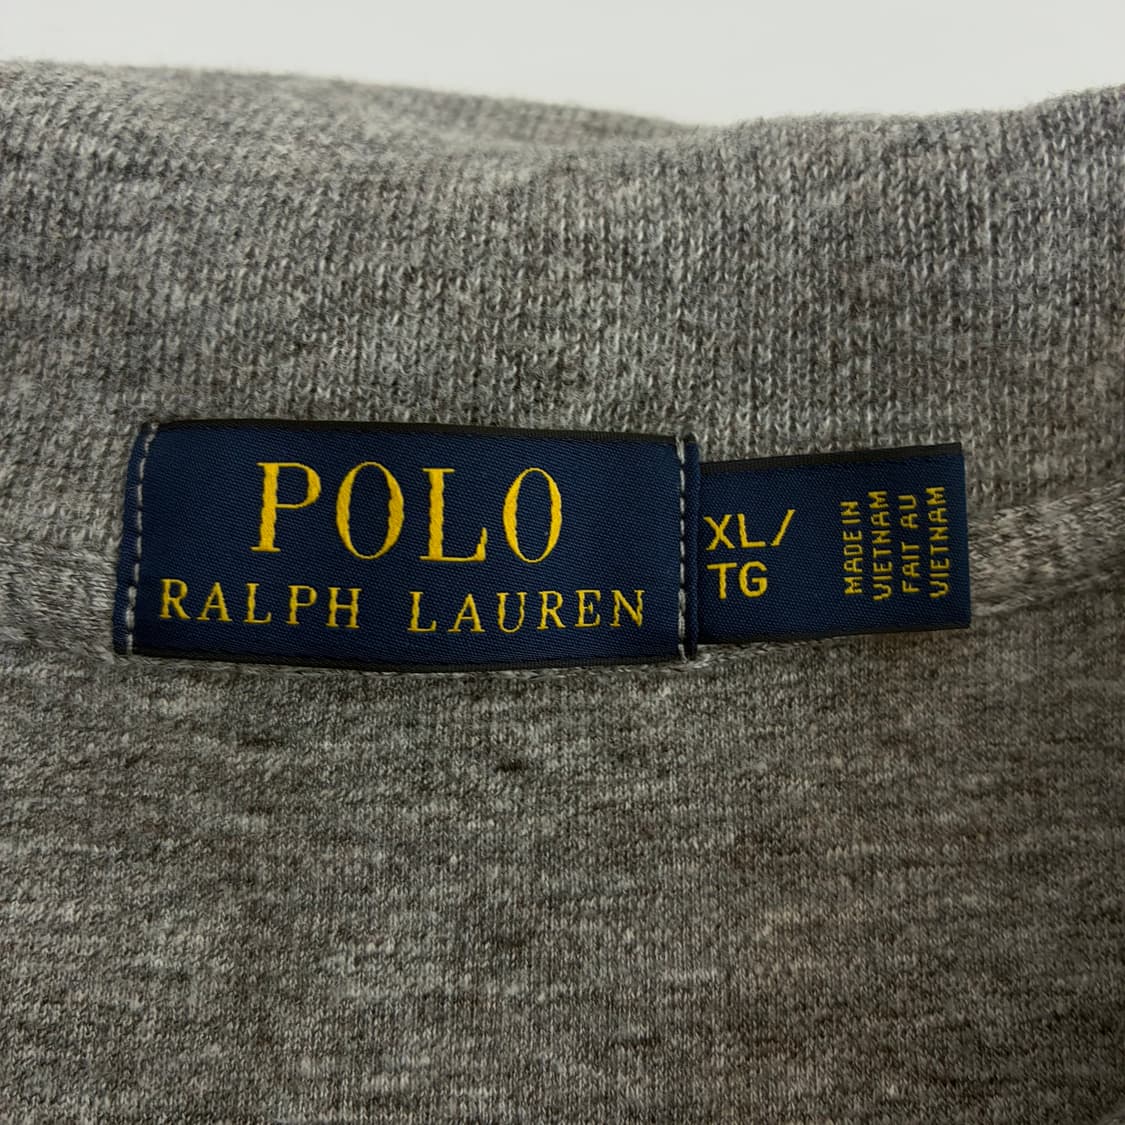 POLO
RALPH LAUREN
XL/
TG
MADE IN
VIETNAM
FAIT AU
VIETNAM